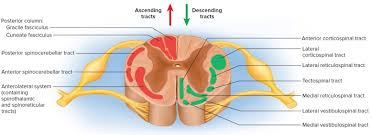 Ascending
tracts
Descending
tracts
Posterior column:
Gracile fasciculus
Cuneate fasciculus
Posterior spinocerebellar tract
Anterior spinocerebellar tract
Anterolateral system
(containing
spinothalamic
and spinoreticular
tracts)
Anterior corticospinal tract
Lateral
corticospinal tract
Lateral reticulospinal tract
Tectospinal tract
Medial reticulospinal tract
Lateral vestibulospinal tract
Medial vestibulospinal tract